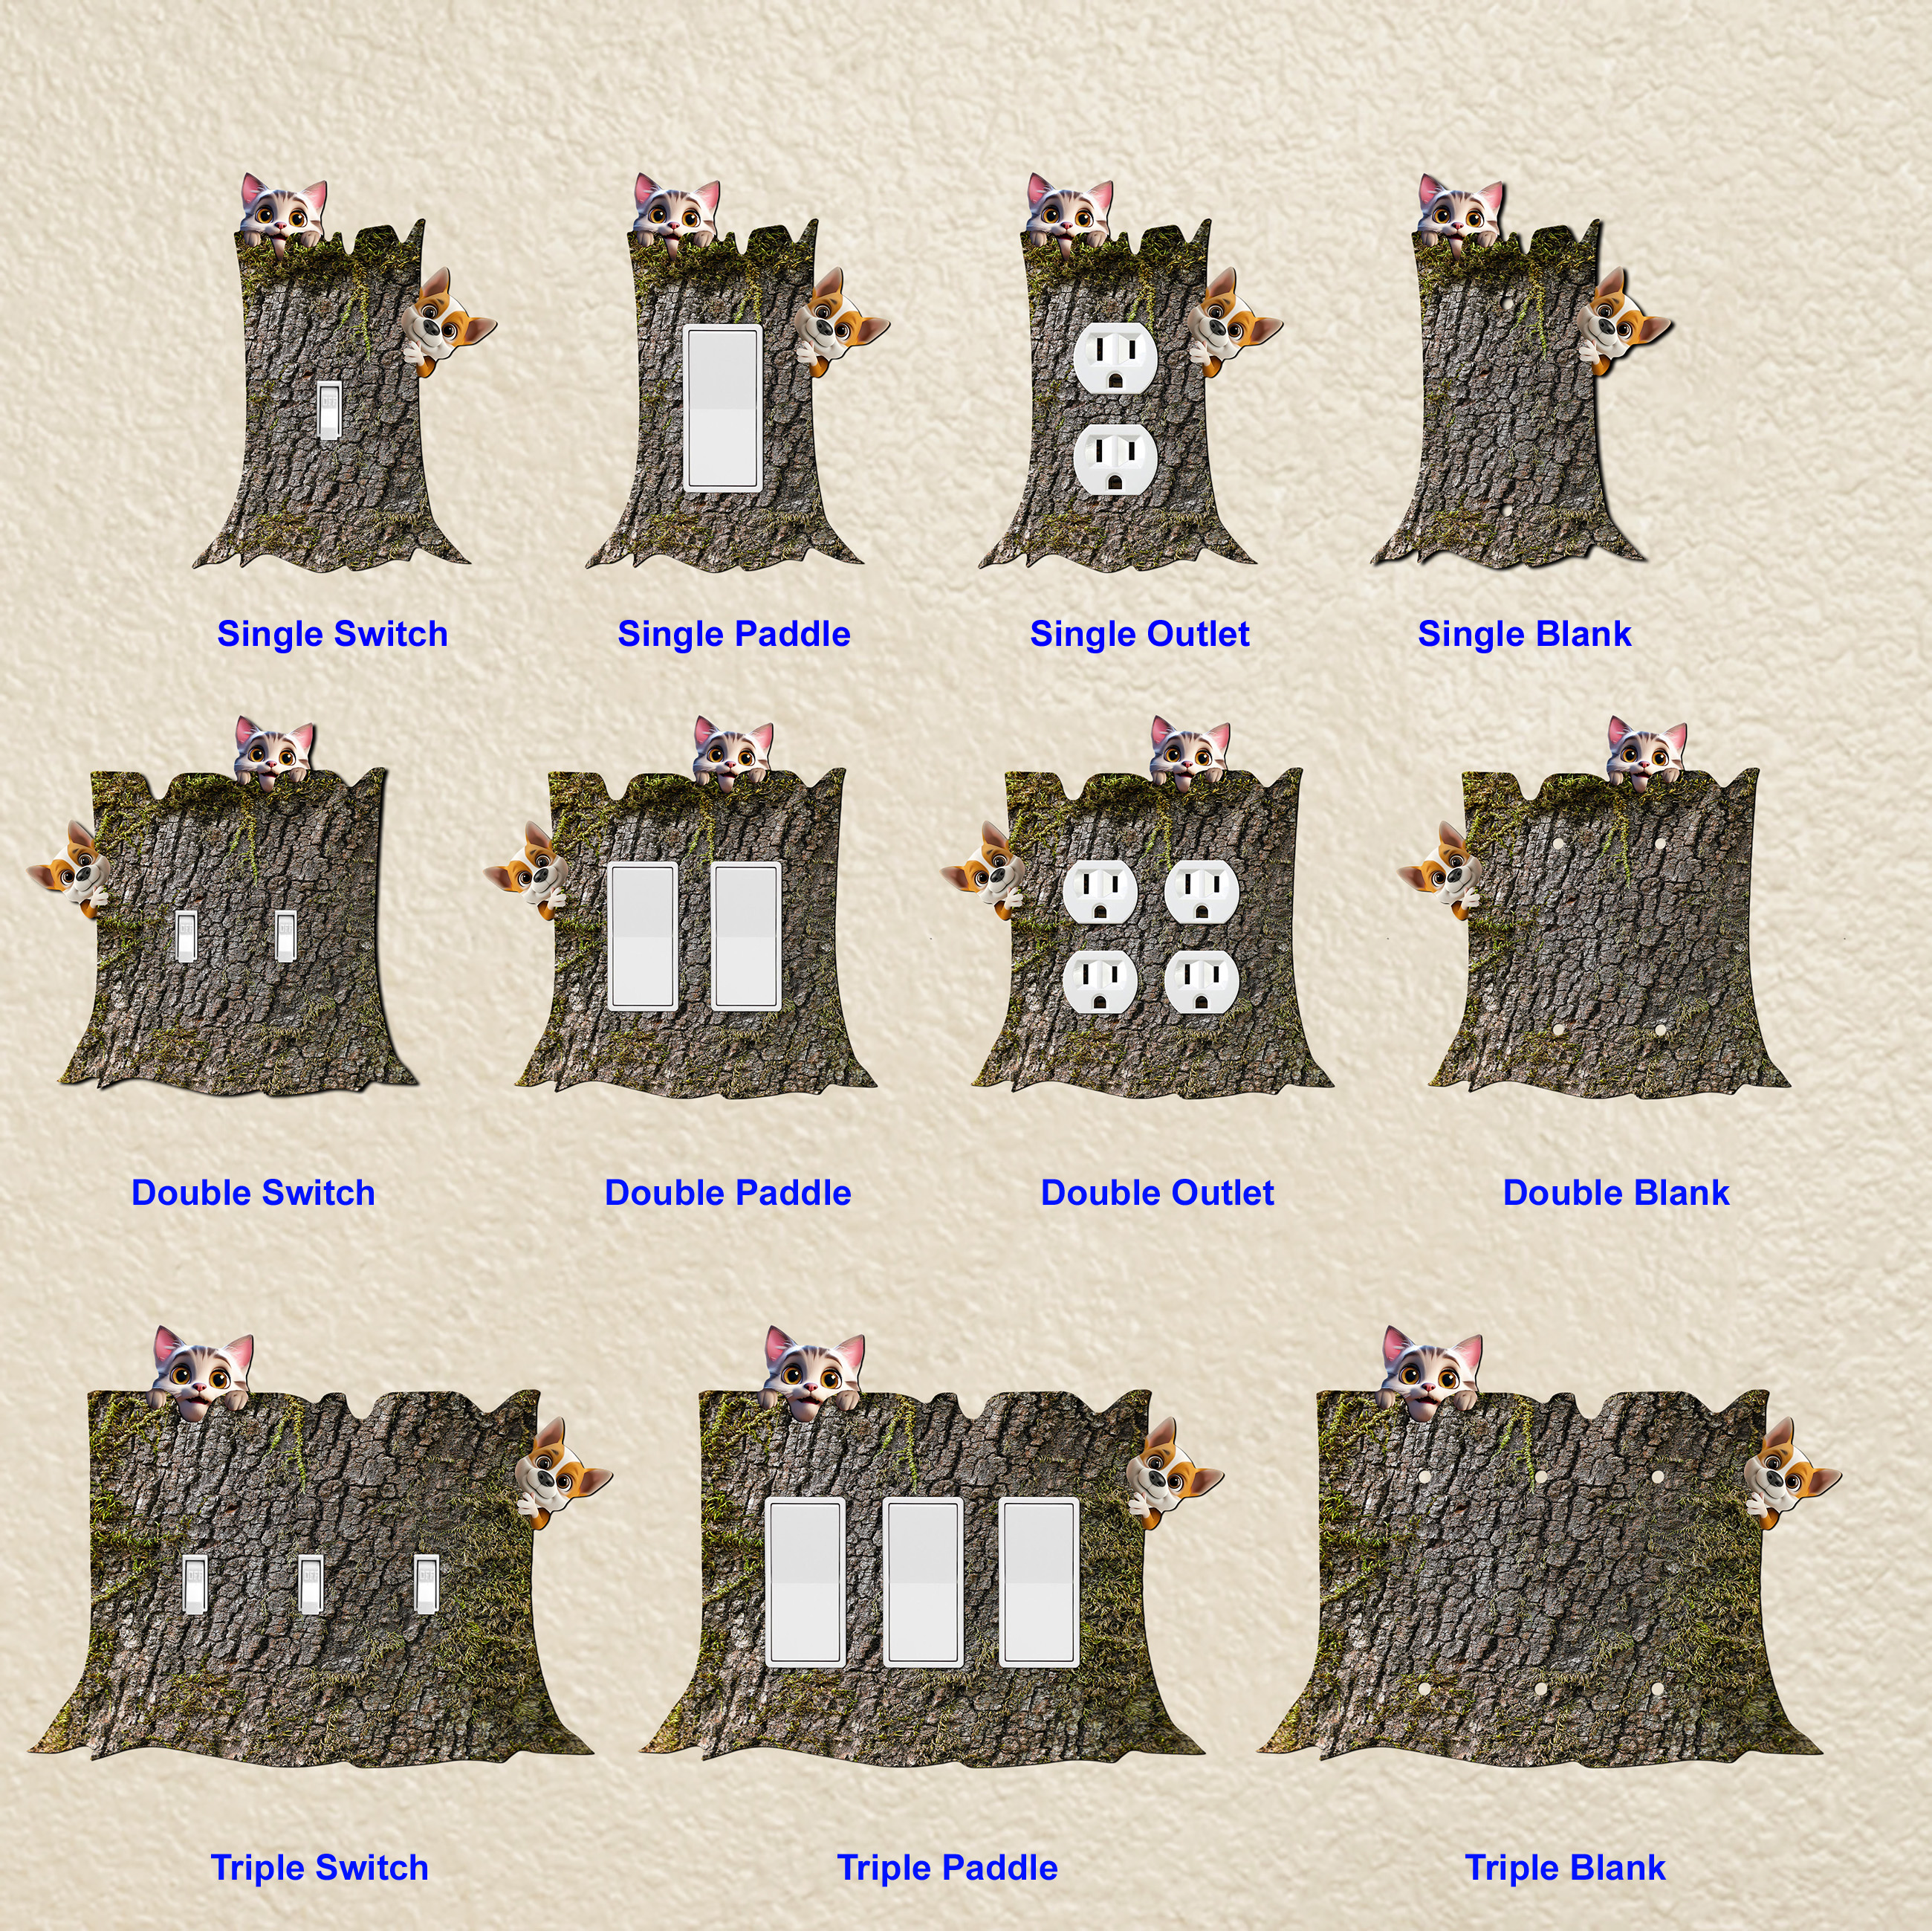 Single Switch
Single Paddle
Single Outlet
Single Blank
Double Switch
Double Paddle
Double Outlet
Double Blank
Triple Switch
Triple Paddle
Triple Blank